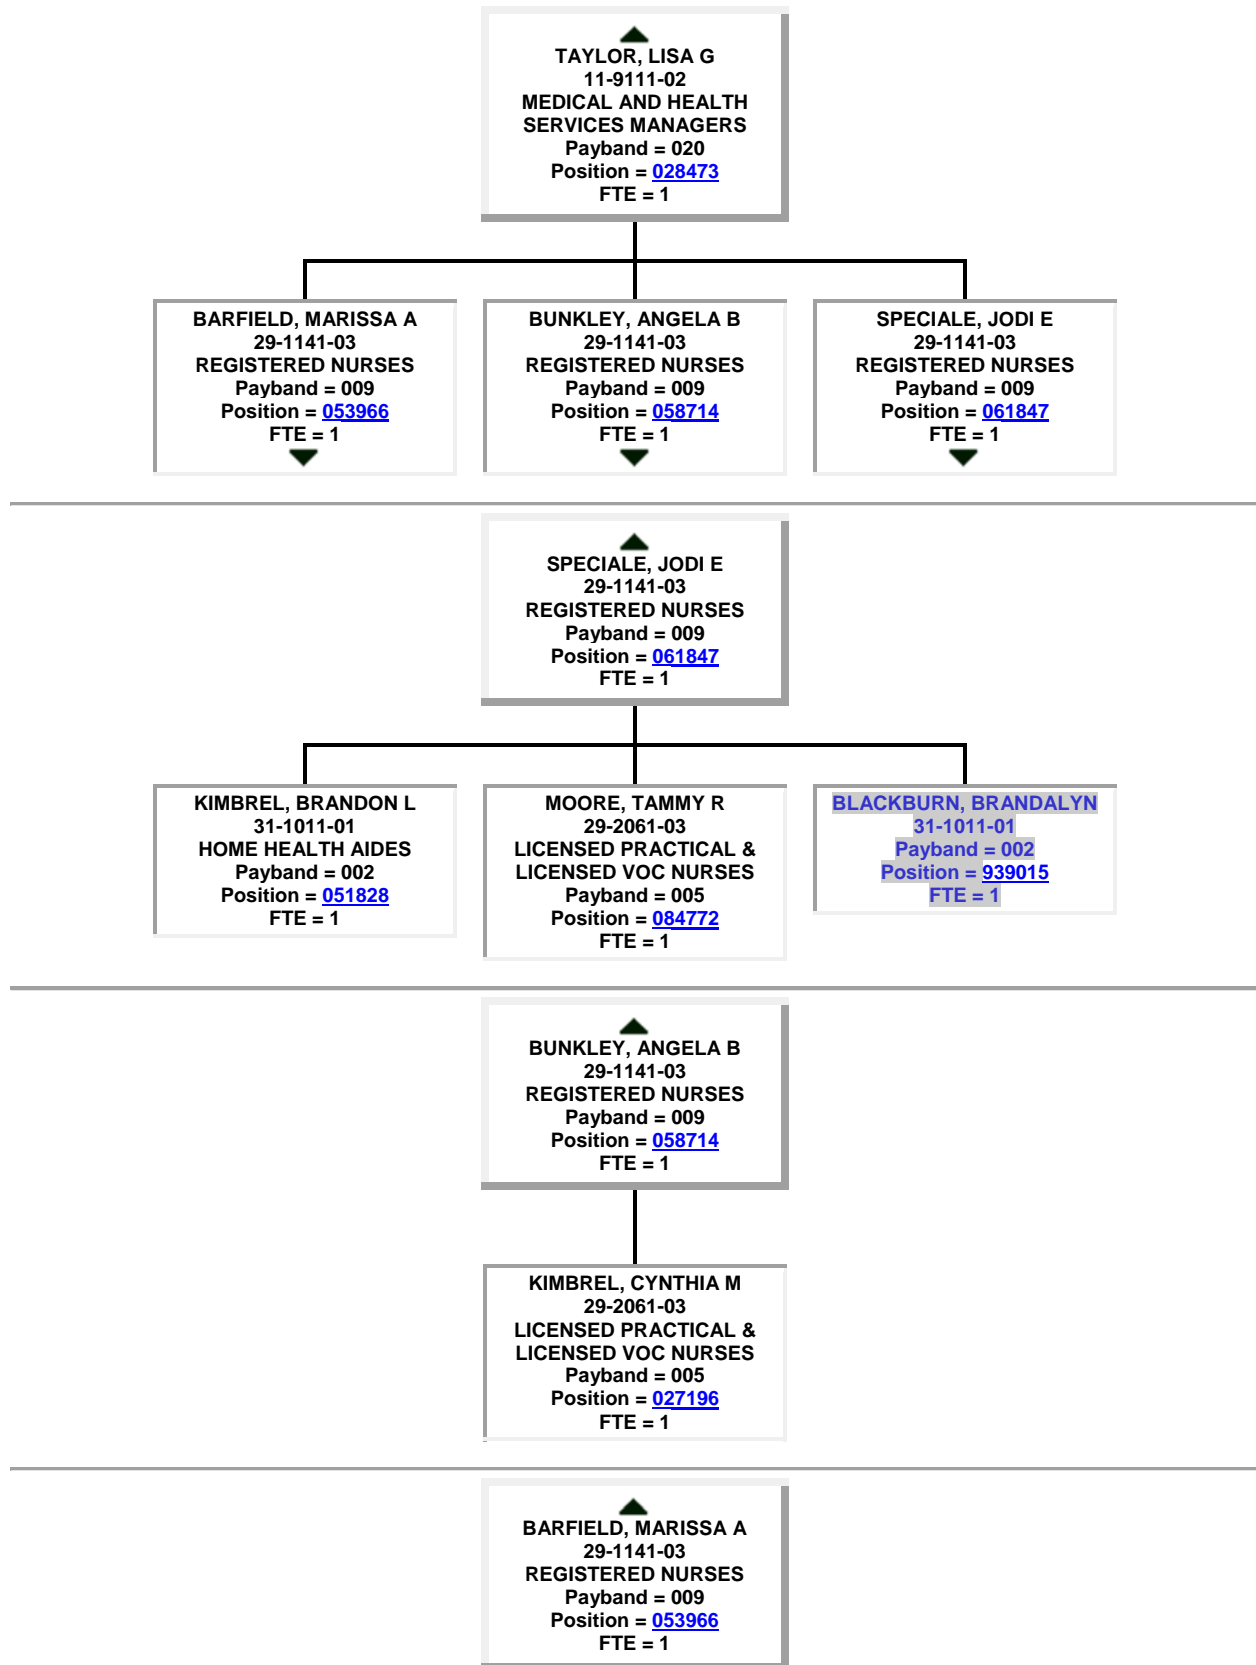 TAYLOR, LISA G
11-9111-02
MEDICAL AND HEALTH
SERVICES MANAGERS
Payband = 020
Position = 028473
FTE = 1
BARFIELD, MARISSA A
29-1141-03
REGISTERED NURSES
Payband = 009
Position = 053966
FTE = 1
BUNKLEY, ANGELA B
29-1141-03
REGISTERED NURSES
Payband = 009
Position = 058714
FTE = 1
SPECIALE, JODI E
29-1141-03
REGISTERED NURSES
Payband = 009
Position = 061847
FTE = 1
SPECIALE, JODI E
29-1141-03
REGISTERED NURSES
Payband = 009
Position = 061847
FTE = 1
KIMBREL, BRANDON L
31-1011-01
HOME HEALTH AIDES
Payband = 002
Position = 051828
FTE = 1
MOORE, TAMMY R
29-2061-03
LICENSED PRACTICAL &
LICENSED VOC NURSES
Payband = 005
Position = 084772
FTE = 1
BLACKBURN, BRANDALYN
31-1011-01
Payband = 002
Position = 939015
FTE = 1
BUNKLEY, ANGELA B
29-1141-03
REGISTERED NURSES
Payband = 009
Position = 058714
FTE = 1
KIMBREL, CYNTHIA M
29-2061-03
LICENSED PRACTICAL &
LICENSED VOC NURSES
Payband = 005
Position = 027196
FTE = 1
BARFIELD, MARISSA A
29-1141-03
REGISTERED NURSES
Payband = 009
Position = 053966
FTE = 1